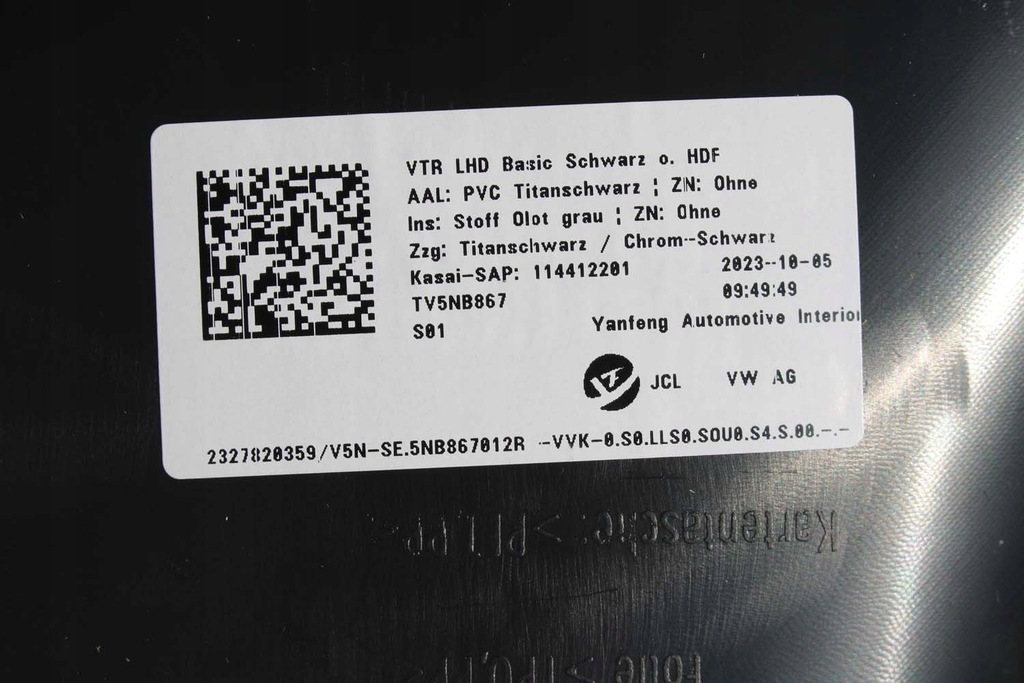 VTR LHD Basic Schwarz o. HDF
AAL: PVC Titanschwarz ¦ ZN: Ohne
Ins: Stoff Olot grau ¦ ZN: Ohne
Zzg: Titanschwarz / Chrom-Schwarz
Kasai-SAP: 114412201 2023-10-05
TV5NB867 09:49:49
S01 Yanfeng Automotive Interior
JCL VW AG
2327820359/V5N-SE.5NB867012R --VVK-0.S0.LLS0.SOU0.S4.S.00.-.-
Kartentasche: